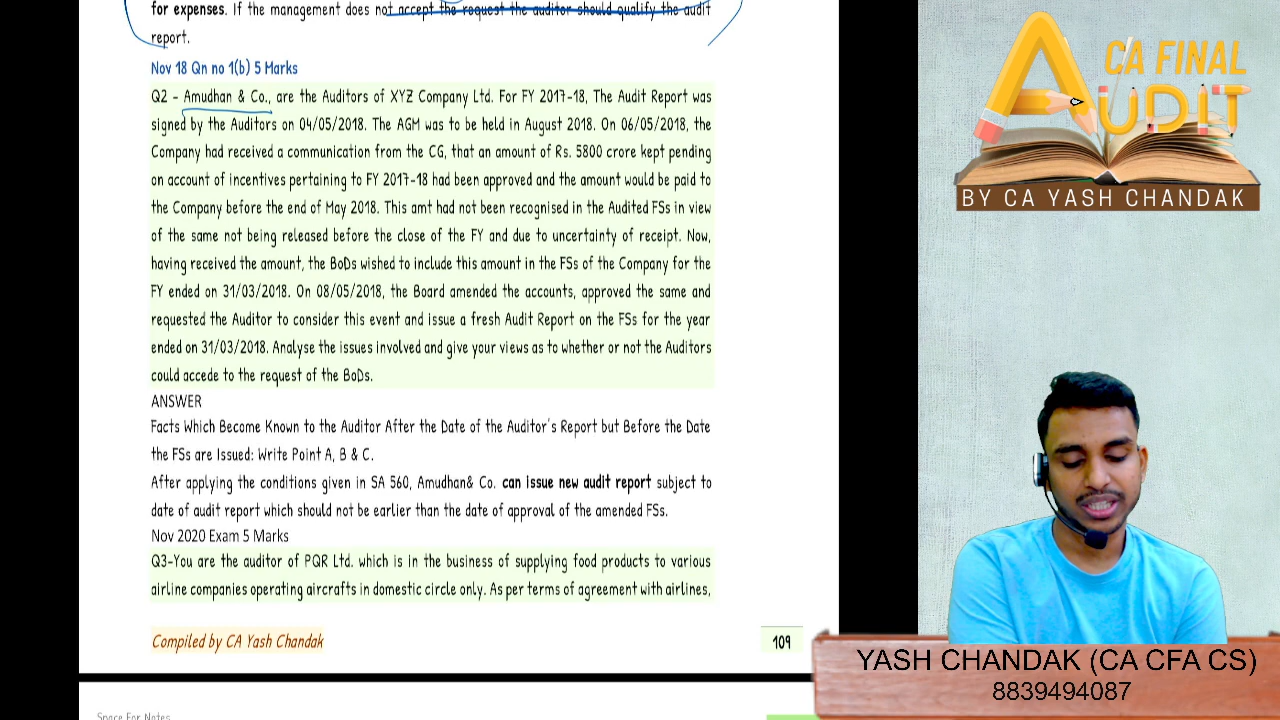 for expenses. If the management does not accept the request the auditor should qualify the audit
report.
Nov 18 Qn no 1(b) 5 Marks
Q2 - Amudhan & Co., are the Auditors of XYZ Company Ltd. For FY 2017-18, The Audit Report was
signed by the Auditors on 04/05/2018. The AGM was to be held in August 2018. On 06/05/2018, the
Company had received a communication from the CG, that an amount of Rs. 5800 crore kept pending
on account of incentives pertaining to FY 2017-18 had been approved and the amount would be paid to
the Company before the end of May 2018. This amt had not been recognised in the Audited FSs in view
of the same not being released before the close of the FY and due to uncertainty of receipt. Now,
having received the amount, the BoDs wished to include this amount in the FSs of the Company for the
FY ended on 31/03/2018. On 08/05/2018, the Board amended the accounts, approved the same and
requested the Auditor to consider this event and issue a fresh Audit Report on the FSs for the year
ended on 31/03/2018. Analyse the issues involved and give your views as to whether or not the Auditors
could accede to the request of the BoDs.
ANSWER
Facts Which Become Known to the Auditor After the Date of the Auditor's Report but Before the Date
the FSs are Issued: Write Point A, B & C.
After applying the conditions given in SA 560, Amudhan& Co. can issue new audit report subject to
date of audit report which should not be earlier than the date of approval of the amended FSs.
Nov 2020 Exam 5 Marks
Q3-You are the auditor of PQR Ltd. which is in the business of supplying food products to various
airline companies operating aircrafts in domestic circle only. As per terms of agreement with airlines,
Compiled by CA Yash Chandak
109
Space For Notes
CA FINAL
AUDIT
BY CA YASH CHANDAK
YASH CHANDAK (CA CFA CS)
8839494087